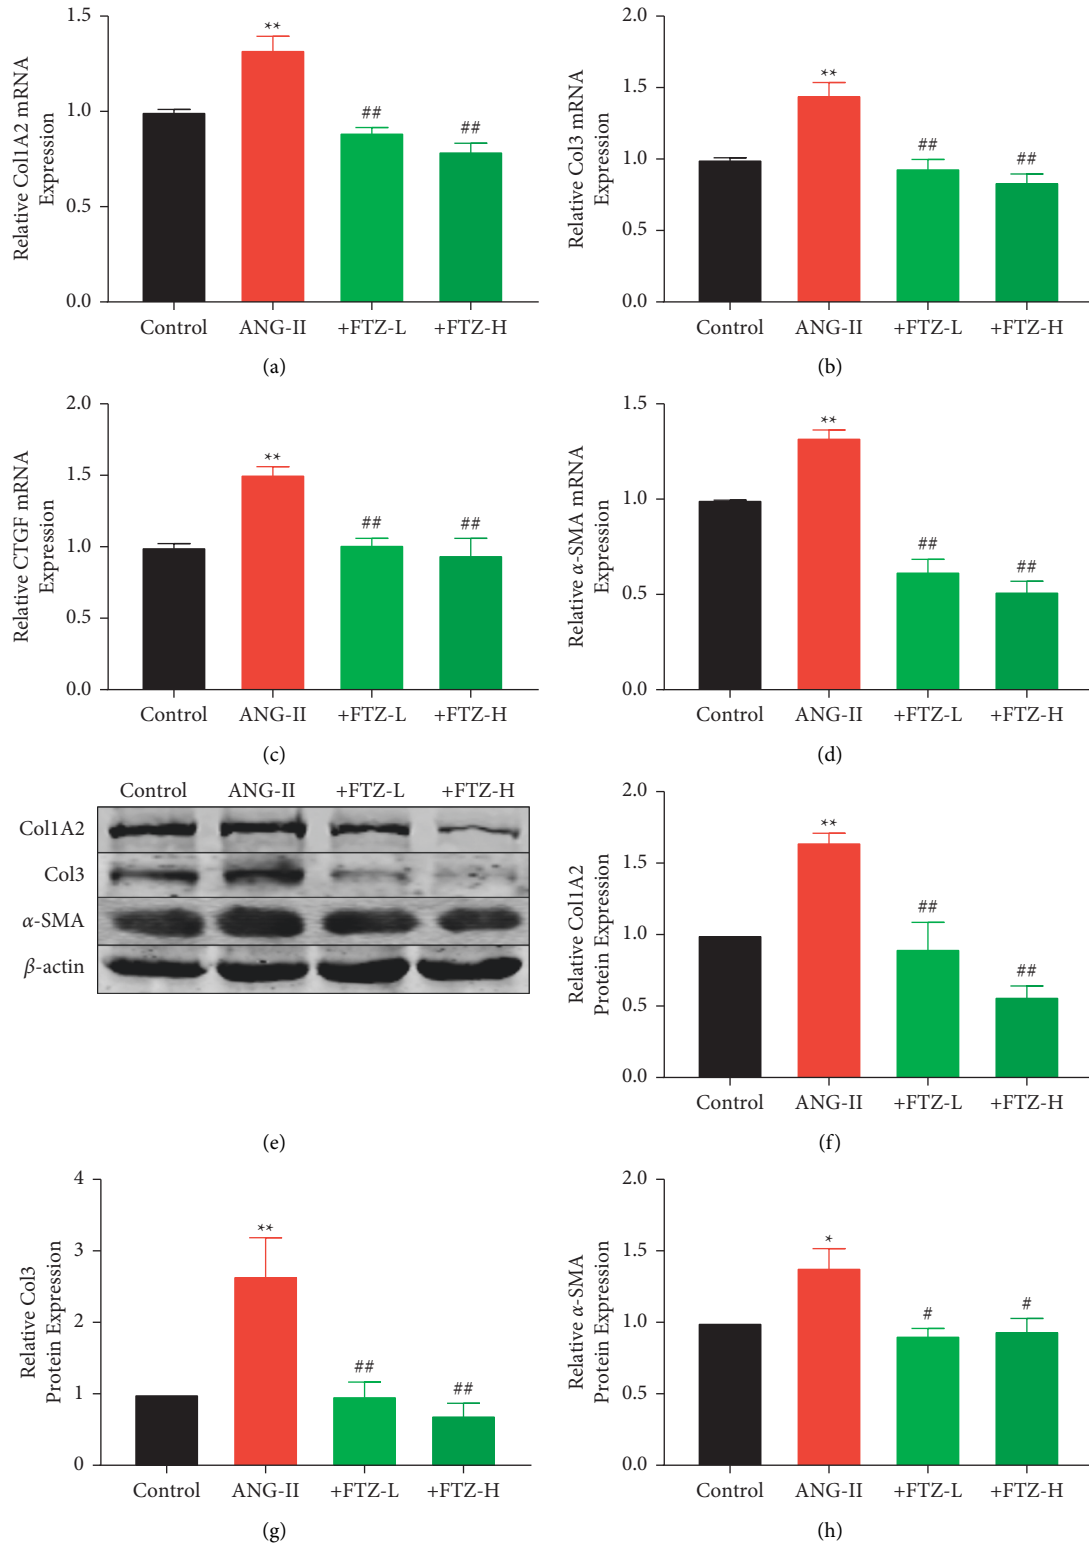 Relative Col1A2 mRNA
Expression
1.5
1.0
0.5
0.0
**
##
##
Control ANG-II +FTZ-L +FTZ-H
(a)
Relative Col3 mRNA
Expression
2.0
1.5
1.0
0.5
0.0
**
##
##
Control ANG-II +FTZ-L +FTZ-H
(b)
Relative CTGF mRNA
Expression
2.0
1.5
1.0
0.5
0.0
**
##
##
Control ANG-II +FTZ-L +FTZ-H
(c)
Relative α-SMA mRNA
Expression
1.5
1.0
0.5
0.0
**
##
##
Control ANG-II +FTZ-L +FTZ-H
(d)
Control ANG-II +FTZ-L +FTZ-H
Col1A2
Col3
α-SMA
β-actin
(e)
Relative Col1A2
Protein Expression
2.0
1.5
1.0
0.5
0.0
**
##
##
Control ANG-II +FTZ-L +FTZ-H
(f)
Relative Col3
Protein Expression
4
3
2
1
0
**
##
##
Control ANG-II +FTZ-L +FTZ-H
(g)
Relative α-SMA
Protein Expression
2.0
1.5
1.0
0.5
0.0
*
#
#
Control ANG-II +FTZ-L +FTZ-H
(h)